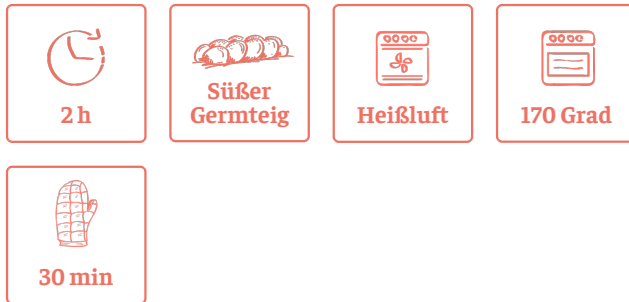 2 h
Süßer
Germteig
Heißluft
170 Grad
30 min